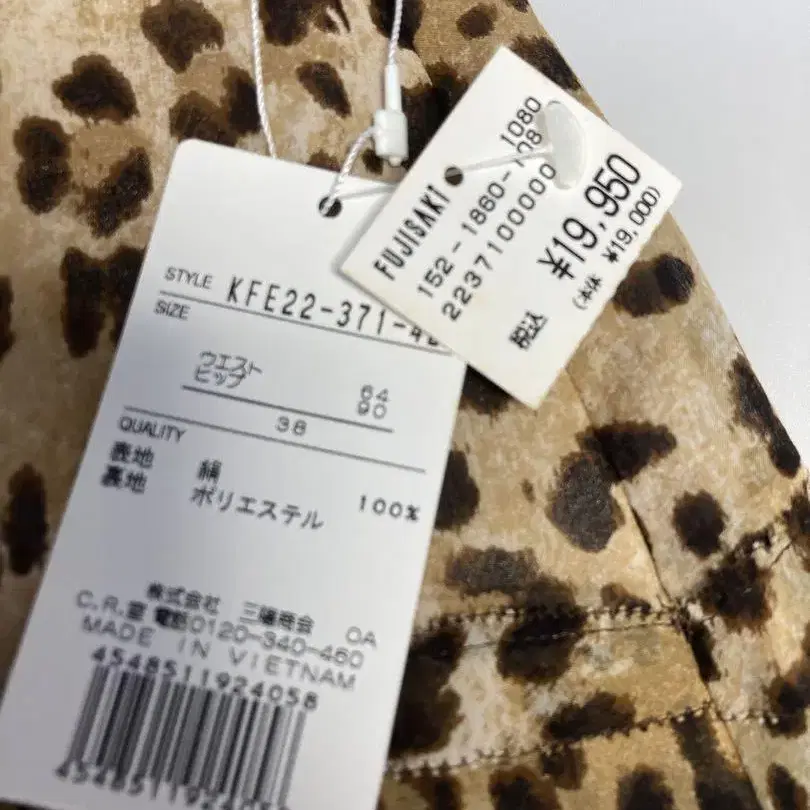 FUJISAKI
152-1860-
1080
08
2237100000
¥19,950
税込
(本体 ¥19,000)
STYLE KFE22-371-4
SIZE
ウエスト 64
ヒップ 90
38
QUALITY
表地 絹
裏地 ポリエステル 100%
株式会社 三陽商会 OA
C.R.室 電話0120-340-460
MADE IN VIETNAM
4548511924058